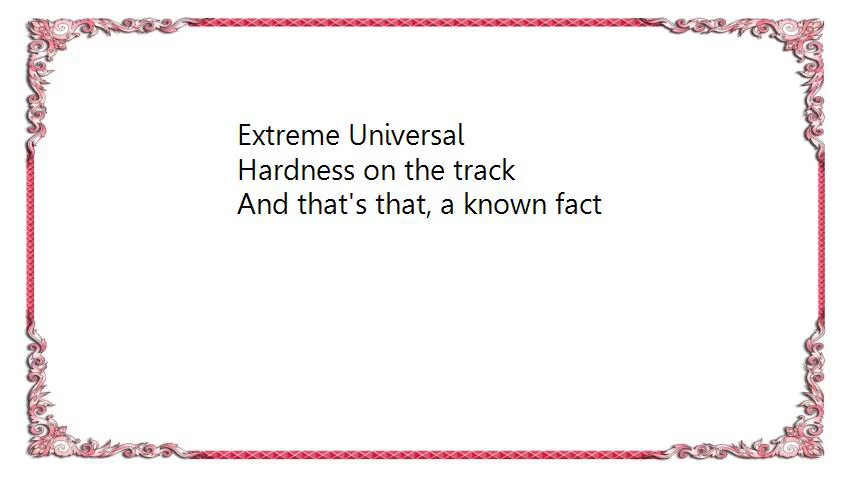 Extreme Universal
Hardness on the track
And that's that, a known fact